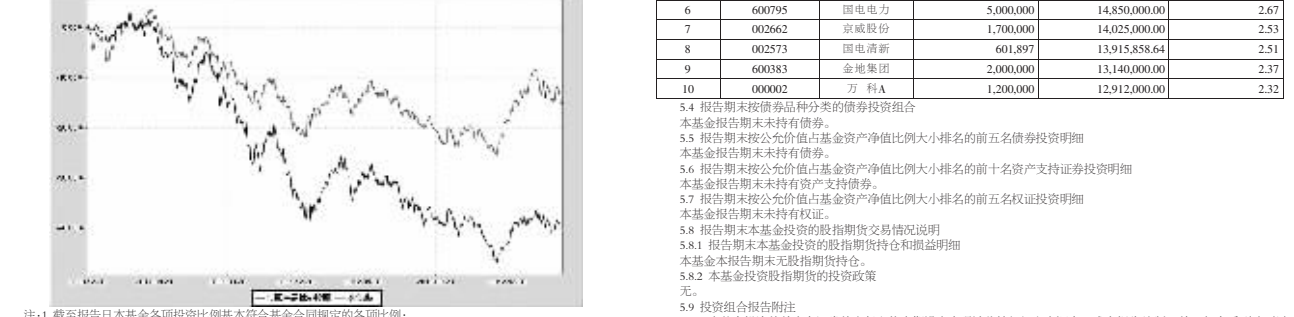 注:1.截至报告日本基金各项投资比例基本符合基金合同规定的各项比例;
6 600795 国电电力 5,000,000 14,850,000.00 2.67
7 002662 京威股份 1,700,000 14,025,000.00 2.53
8 002573 国电清新 601,897 13,915,858.64 2.51
9 600383 金地集团 2,000,000 13,140,000.00 2.37
10 000002 万 科A 1,200,000 12,912,000.00 2.32
5.4 报告期末按债券品种分类的债券投资组合
本基金报告期末未持有债券。
5.5 报告期末按公允价值占基金资产净值比例大小排名的前五名债券投资明细
本基金报告期末未持有债券。
5.6 报告期末按公允价值占基金资产净值比例大小排名的前十名资产支持证券投资明细
本基金报告期末未持有资产支持债券。
5.7 报告期末按公允价值占基金资产净值比例大小排名的前五名权证投资明细
本基金报告期末未持有权证。
5.8 报告期末本基金投资的股指期货交易情况说明
5.8.1 报告期末本基金投资的股指期货持仓和损益明细
本基金本报告期末无股指期货持仓。
5.8.2 本基金投资股指期货的投资政策
无。
5.9 投资组合报告附注